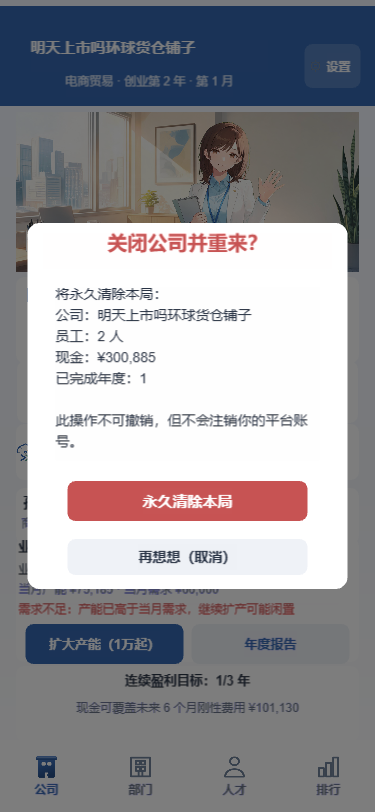 明天上市吗环球货仓铺子
设置
电商贸易 · 创业第 2 年 · 第 1 月
关闭公司并重来？
将永久清除本局：
公司：明天上市吗环球货仓铺子
员工：2 人
现金：¥300,885
已完成年度：1
此操作不可撤销，但不会注销你的平台账
号。
永久清除本局
再想想（取消）
需求不足：产能已高于当月需求，继续扩产可能闲置
扩大产能（1万起）
年度报告
连续盈利目标：1/3 年
现金可覆盖未来 6 个月刚性费用 ¥101,130
公司
部门
人才
排行